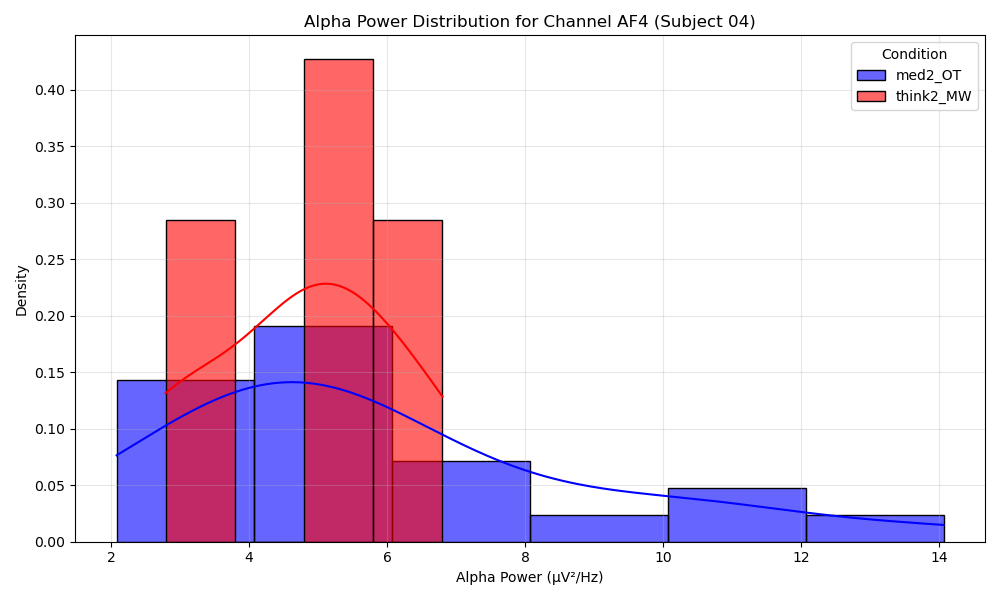 Alpha Power Distribution for Channel AF4 (Subject 04)
Condition
med2_OT
think2_MW
Density
0.40
0.35
0.30
0.25
0.20
0.15
0.10
0.05
0.00
2 4 6 8 10 12 14
Alpha Power (μV²/Hz)